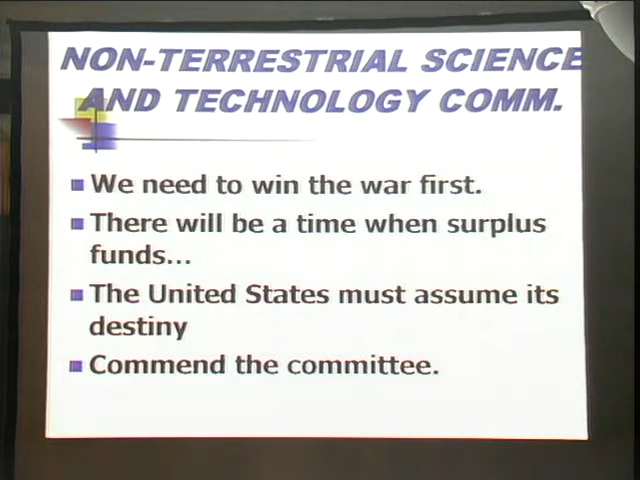 NON-TERRESTRIAL SCIENCE
AND TECHNOLOGY COMM.
We need to win the war first.
There will be a time when surplus
funds...
The United States must assume its
destiny
Commend the committee.